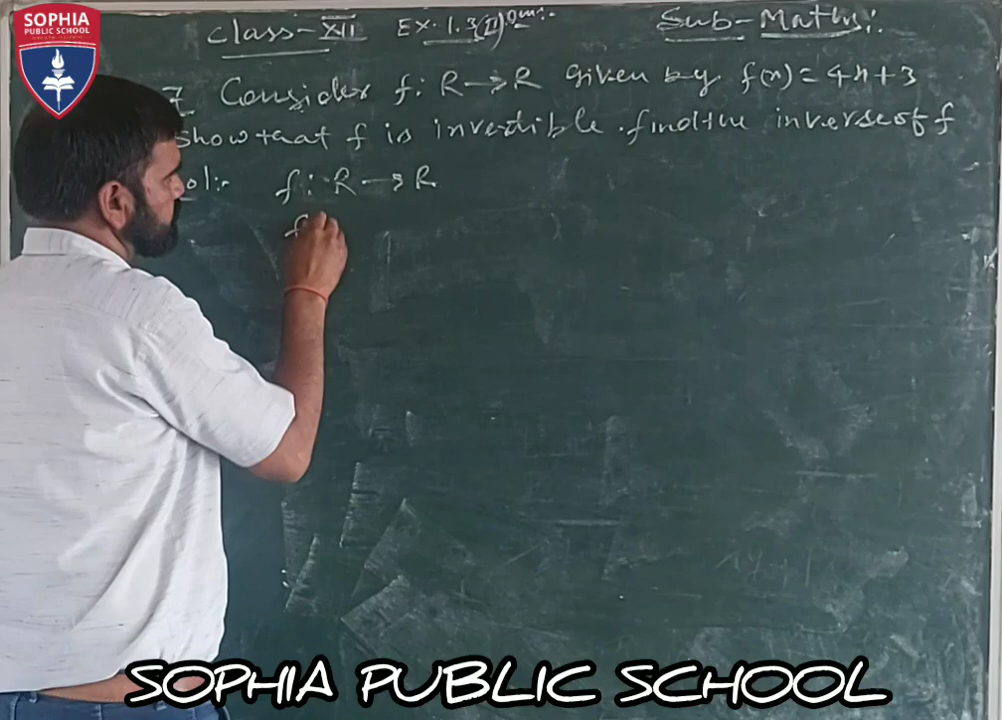 SOPHIA
PUBLIC SCHOOL
Class-XII Ex. 1.3(II) Sub-Maths:
7 Consider f: R→R given by f(x)=4x+3
show that f is invertible. find the inverse of f
Sol:- f: R→R
f
SOPHIA PUBLIC SCHOOL